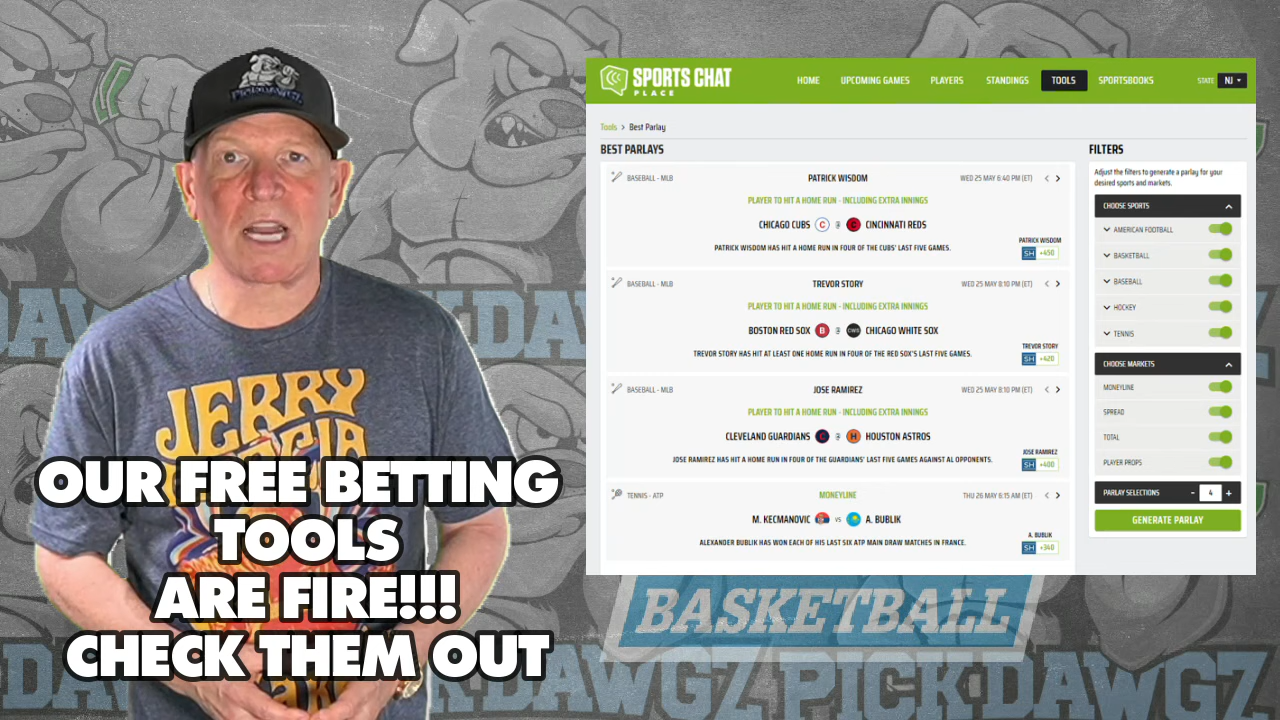 PICKDAWGZ
JERRY
OUR FREE BETTING
TOOLS
ARE FIRE!!!
CHECK THEM OUT
SPORTS CHAT
PLACE
HOME
UPCOMING GAMES
PLAYERS
STANDINGS
TOOLS
SPORTSBOOKS
STATE NJ
Tools > Best Parlay
BEST PARLAYS
BASEBALL - MLB
PATRICK WISDOM
WED 25 MAY 6:40 PM (ET)
PLAYER TO HIT A HOME RUN - INCLUDING EXTRA INNINGS
CHICAGO CUBS C @ C CINCINNATI REDS
PATRICK WISDOM HAS HIT A HOME RUN IN FOUR OF THE CUBS' LAST FIVE GAMES.
PATRICK WISDOM
SH +450
BASEBALL - MLB
TREVOR STORY
WED 25 MAY 8:10 PM (ET)
PLAYER TO HIT A HOME RUN - INCLUDING EXTRA INNINGS
BOSTON RED SOX B @ CWS CHICAGO WHITE SOX
TREVOR STORY HAS HIT AT LEAST ONE HOME RUN IN FOUR OF THE RED SOX'S LAST FIVE GAMES.
TREVOR STORY
SH +420
BASEBALL - MLB
JOSE RAMIREZ
WED 25 MAY 8:10 PM (ET)
PLAYER TO HIT A HOME RUN - INCLUDING EXTRA INNINGS
CLEVELAND GUARDIANS C @ H HOUSTON ASTROS
JOSE RAMIREZ HAS HIT A HOME RUN IN FOUR OF THE GUARDIANS' LAST FIVE GAMES AGAINST AL OPPONENTS.
JOSE RAMIREZ
SH +400
TENNIS - ATP
MONEYLINE
THU 26 MAY 6:15 AM (ET)
M. KECMANOVIC VS A. BUBLIK
ALEXANDER BUBLIK HAS WON EACH OF HIS LAST SIX ATP MAIN DRAW MATCHES IN FRANCE.
A. BUBLIK
SH +340
FILTERS
Adjust the filters to generate a parlay for your
desired sports and markets.
CHOOSE SPORTS
AMERICAN FOOTBALL
BASKETBALL
BASEBALL
HOCKEY
TENNIS
CHOOSE MARKETS
MONEYLINE
SPREAD
TOTAL
PLAYER PROPS
PARLAY SELECTIONS - 4 +
GENERATE PARLAY
BASKETBALL
PICKDAWGZ